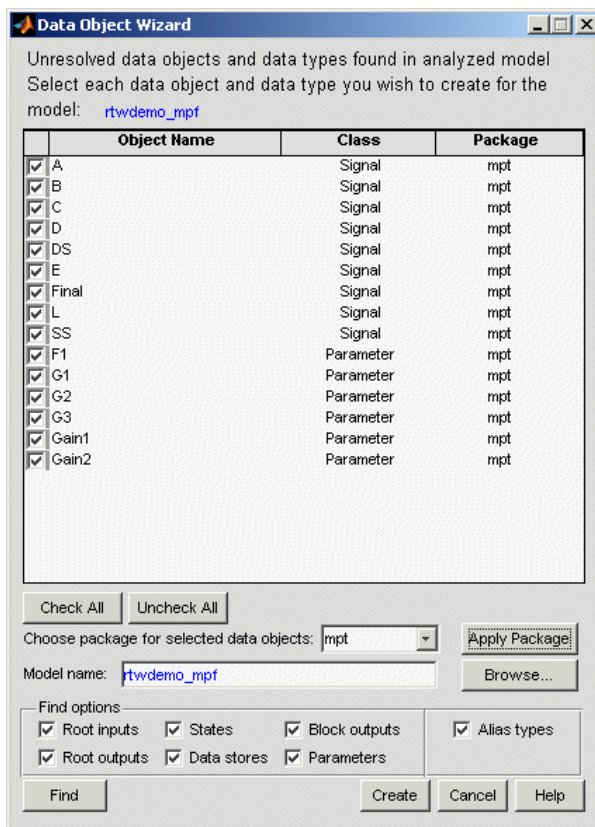 Data Object Wizard
Unresolved data objects and data types found in analyzed model
Select each data object and data type you wish to create for the
model: rtwdemo_mpf
Object Name Class Package
A Signal mpt
B Signal mpt
C Signal mpt
D Signal mpt
DS Signal mpt
E Signal mpt
Final Signal mpt
L Signal mpt
SS Signal mpt
F1 Parameter mpt
G1 Parameter mpt
G2 Parameter mpt
G3 Parameter mpt
Gain1 Parameter mpt
Gain2 Parameter mpt
Check All Uncheck All
Choose package for selected data objects: mpt Apply Package
Model name: rtwdemo_mpf Browse...
Find options
Root inputs States Block outputs Alias types
Root outputs Data stores Parameters
Find Create Cancel Help